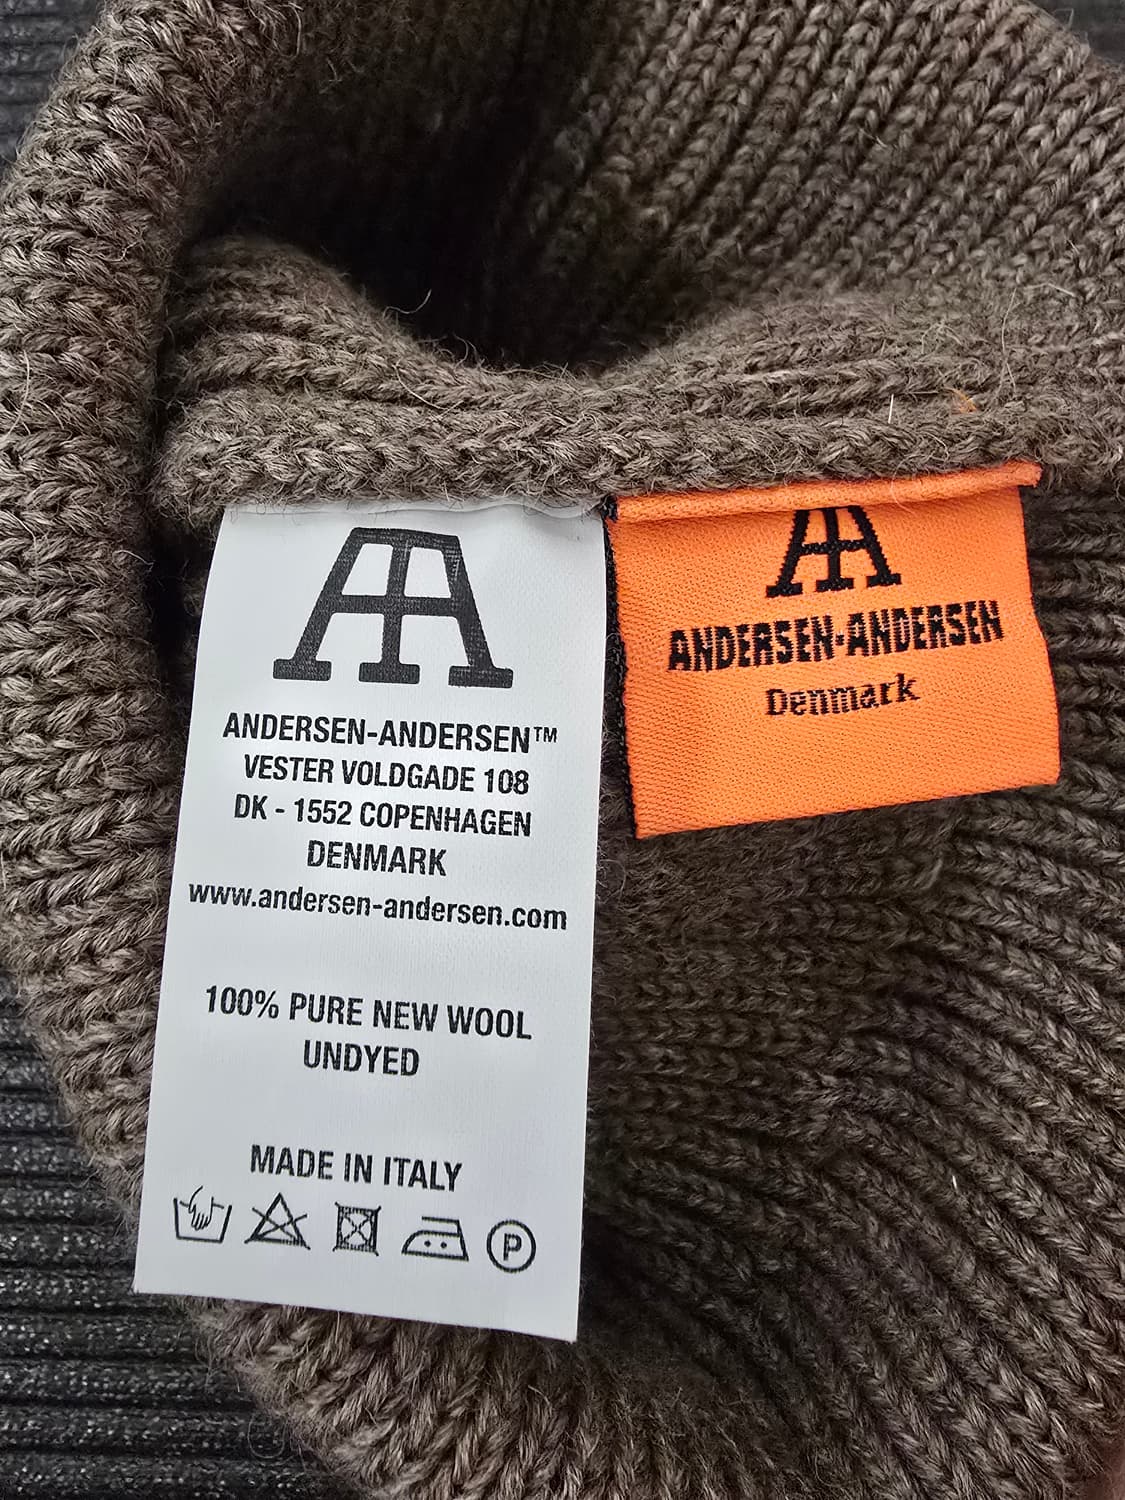 ANDERSEN-ANDERSEN™
VESTER VOLDGADE 108
DK - 1552 COPENHAGEN
DENMARK
www.andersen-andersen.com
100% PURE NEW WOOL
UNDYED
MADE IN ITALY
P
ANDERSEN-ANDERSEN
Denmark